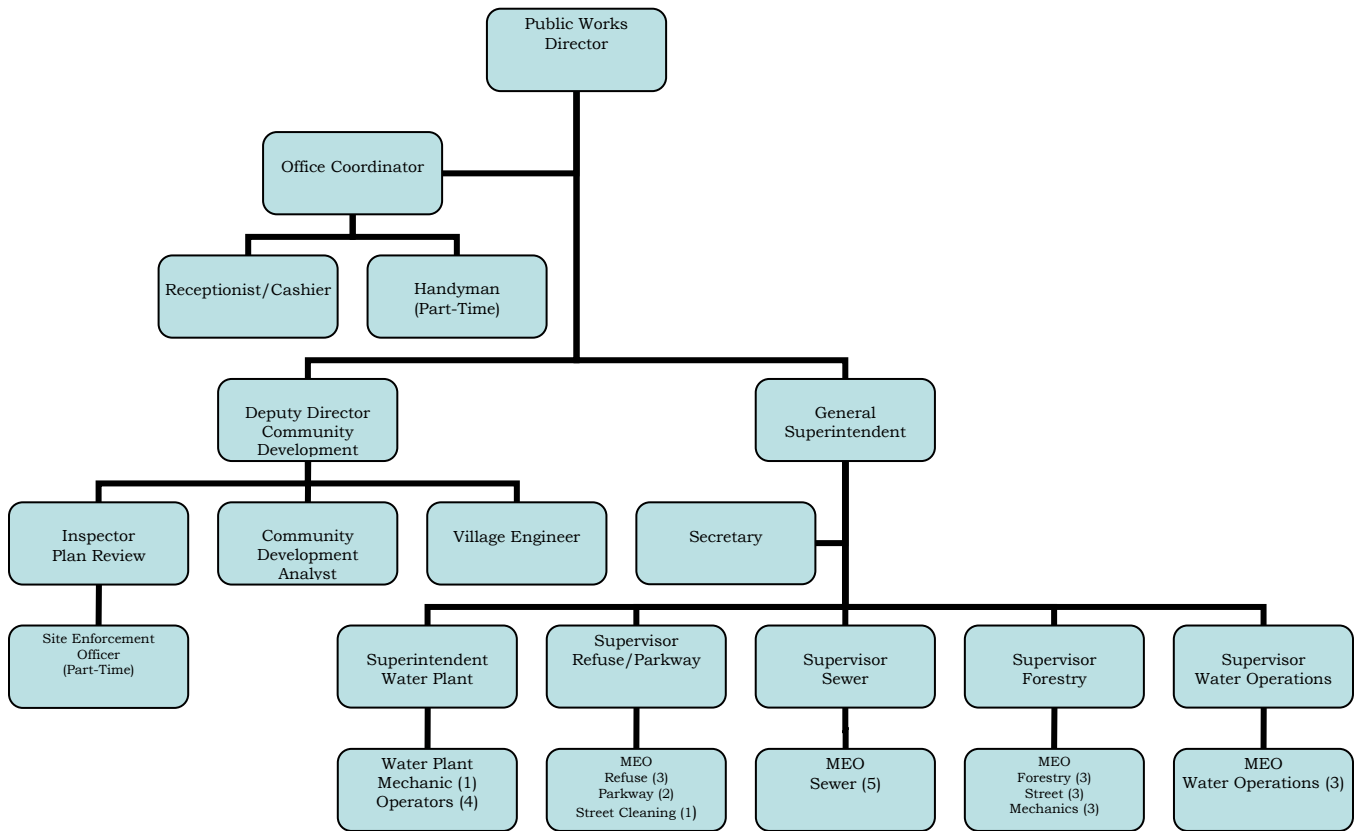 Public Works
Director
Office Coordinator
Receptionist/Cashier
Handyman
(Part-Time)
Deputy Director
Community
Development
General
Superintendent
Inspector
Plan Review
Community
Development
Analyst
Village Engineer
Secretary
Site Enforcement
Officer
(Part-Time)
Superintendent
Water Plant
Supervisor
Refuse/Parkway
Supervisor
Sewer
Supervisor
Forestry
Supervisor
Water Operations
Water Plant
Mechanic (1)
Operators (4)
MEO
Refuse (3)
Parkway (2)
Street Cleaning (1)
MEO
Sewer (5)
MEO
Forestry (3)
Street (3)
Mechanics (3)
MEO
Water Operations (3)